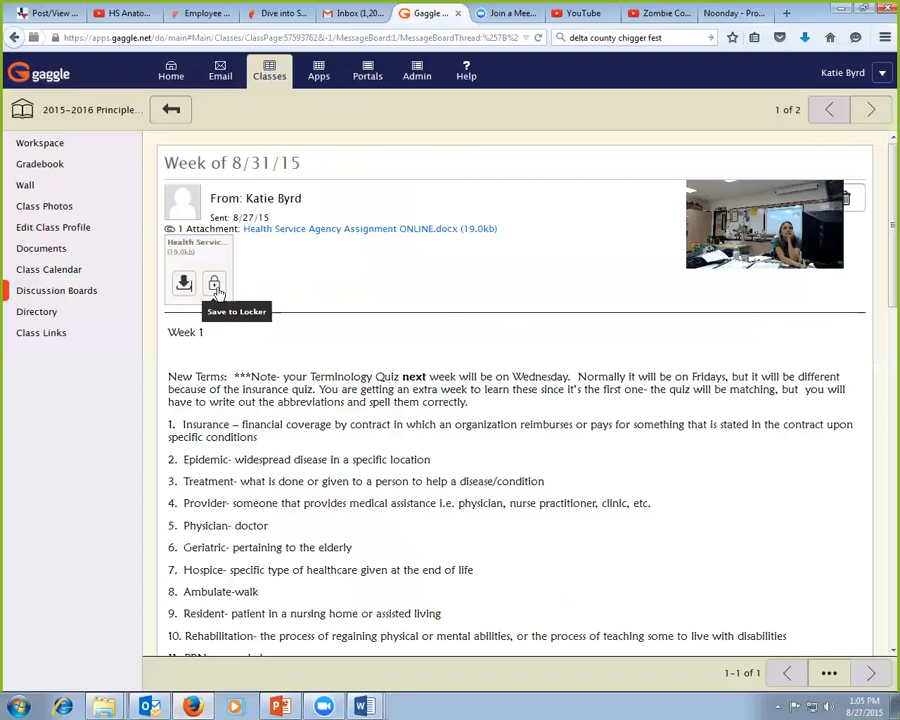 Post/View ...
HS Anato...
Employee ...
Dive into S...
Inbox (1,20...
Gaggle ...
Join a Mee...
YouTube
Zombie Co...
Noonday - Pro...
https://apps.gaggle.net/do/main#Main/Classes/ClassPage:57593762&-1/MessageBoard:1/MessageBoardThread:%257B%
delta county chigger fest
gaggle
Home
Email
Classes
Apps
Portals
Admin
Help
Katie Byrd
2015-2016 Principle...
1 of 2
Workspace
Gradebook
Wall
Class Photos
Edit Class Profile
Documents
Class Calendar
Discussion Boards
Directory
Class Links
Week of 8/31/15
From: Katie Byrd
Sent: 8/27/15
1 Attachment: Health Service Agency Assignment ONLINE.docx (19.0kb)
Health Servic...
(19.0kb)
Save to Locker
Week 1
New Terms: ***Note- your Terminology Quiz next week will be on Wednesday. Normally it will be on Fridays, but it will be different
because of the insurance quiz. You are getting an extra week to learn these since it's the first one- the quiz will be matching, but you will
have to write out the abbreviations and spell them correctly.
1. Insurance – financial coverage by contract in which an organization reimburses or pays for something that is stated in the contract upon
specific conditions
2. Epidemic- widespread disease in a specific location
3. Treatment- what is done or given to a person to help a disease/condition
4. Provider- someone that provides medical assistance i.e. physician, nurse practitioner, clinic, etc.
5. Physician- doctor
6. Geriatric- pertaining to the elderly
7. Hospice- specific type of healthcare given at the end of life
8. Ambulate-walk
9. Resident- patient in a nursing home or assisted living
10. Rehabilitation- the process of regaining physical or mental abilities, or the process of teaching some to live with disabilities
1-1 of 1
1:05 PM
8/27/2015